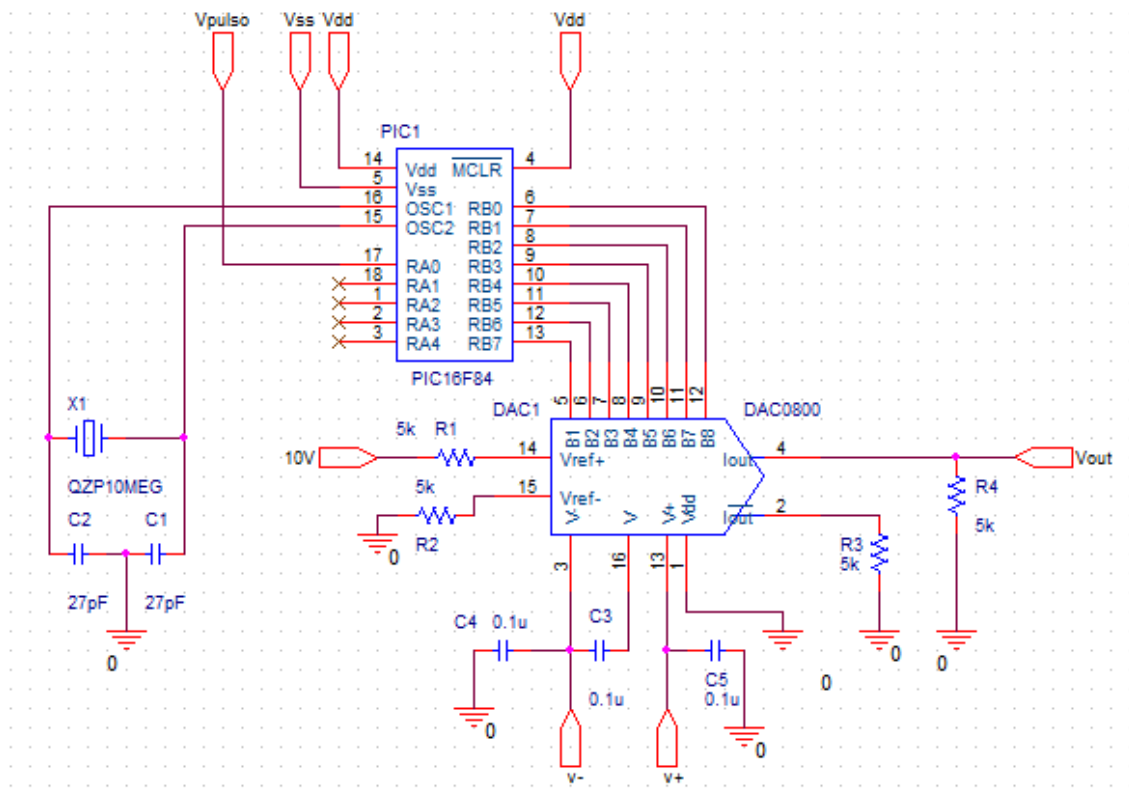 Vpulso Vss Vdd Vdd
PIC1
14 Vdd MCLR 4
5 Vss
16 OSC1 RB0 6
15 OSC2 RB1 7
RB2 8
17 RA0 RB3 9
18 RA1 RB4 10
1 RA2 RB5 11
2 RA3 RB6 12
3 RA4 RB7 13
PIC16F84
X1
QZP10MEG
C2 C1
27pF 27pF
0
DAC1 DAC0800
5 6 7 8 9 10 11 12
B1 B2 B3 B4 B5 B6 B7 B8
5k R1
10V
14 Vref+
Iout 4
Vout
5k
15 Vref-
R2
0
Iout 2
R4
5k
R3
5k
V- V V+ Vdd
3 16 13 1
C4 0.1u
C3
0.1u
C5
0.1u
0
0
0
0
0
v- v+